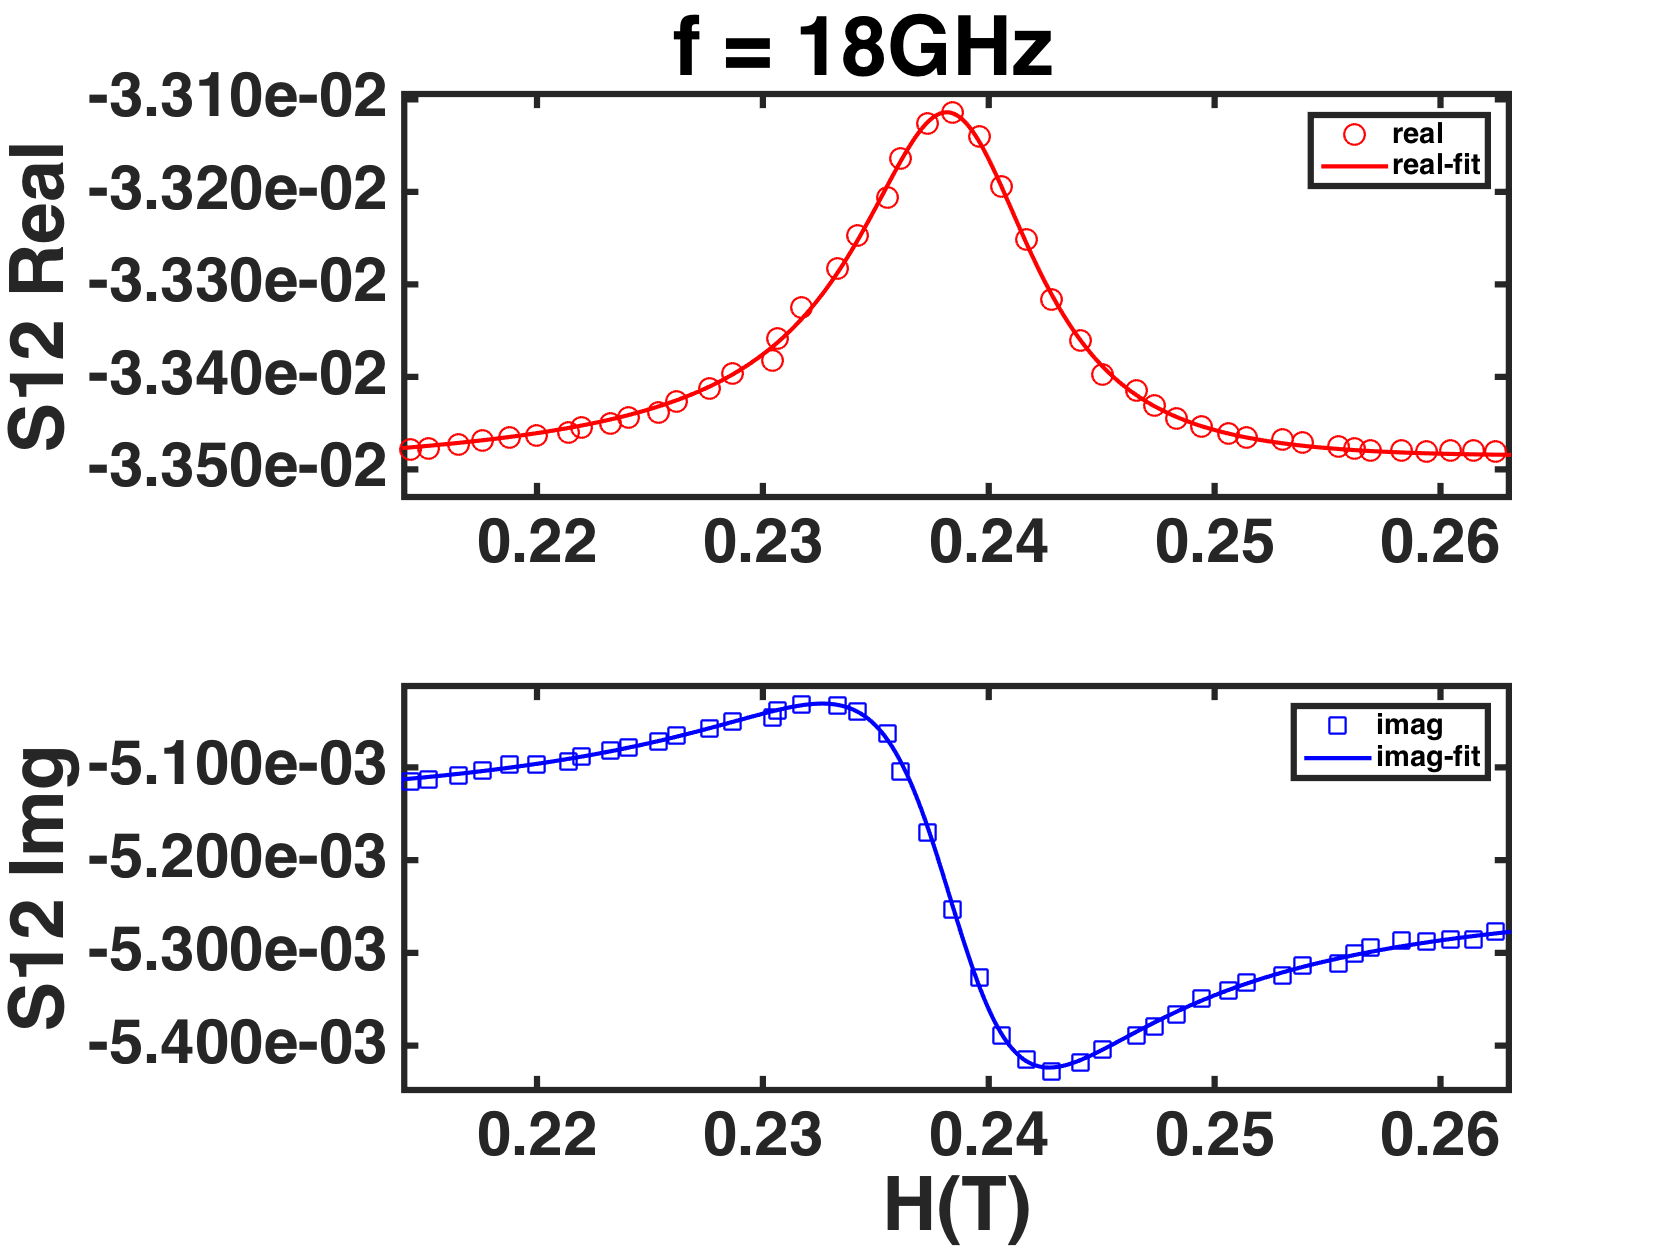 f = 18GHz
S12 Real
-3.310e-02
-3.320e-02
-3.330e-02
-3.340e-02
-3.350e-02
real
real-fit
0.22 0.23 0.24 0.25 0.26
S12 Img
-5.100e-03
-5.200e-03
-5.300e-03
-5.400e-03
imag
imag-fit
0.22 0.23 0.24 0.25 0.26
H(T)